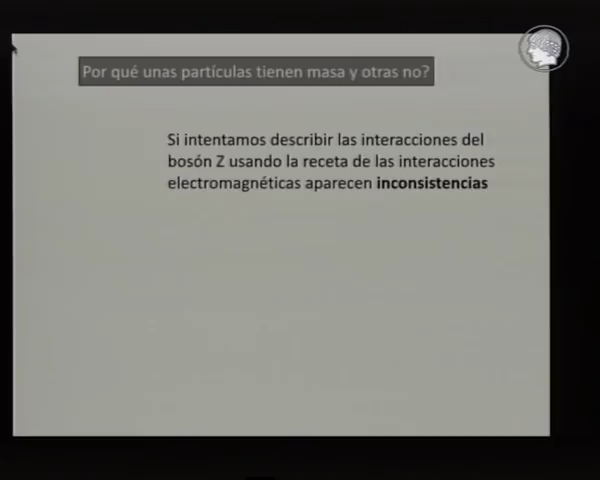 Por qué unas partículas tienen masa y otras no?
Si intentamos describir las interacciones del
bosón Z usando la receta de las interacciones
electromagnéticas aparecen inconsistencias